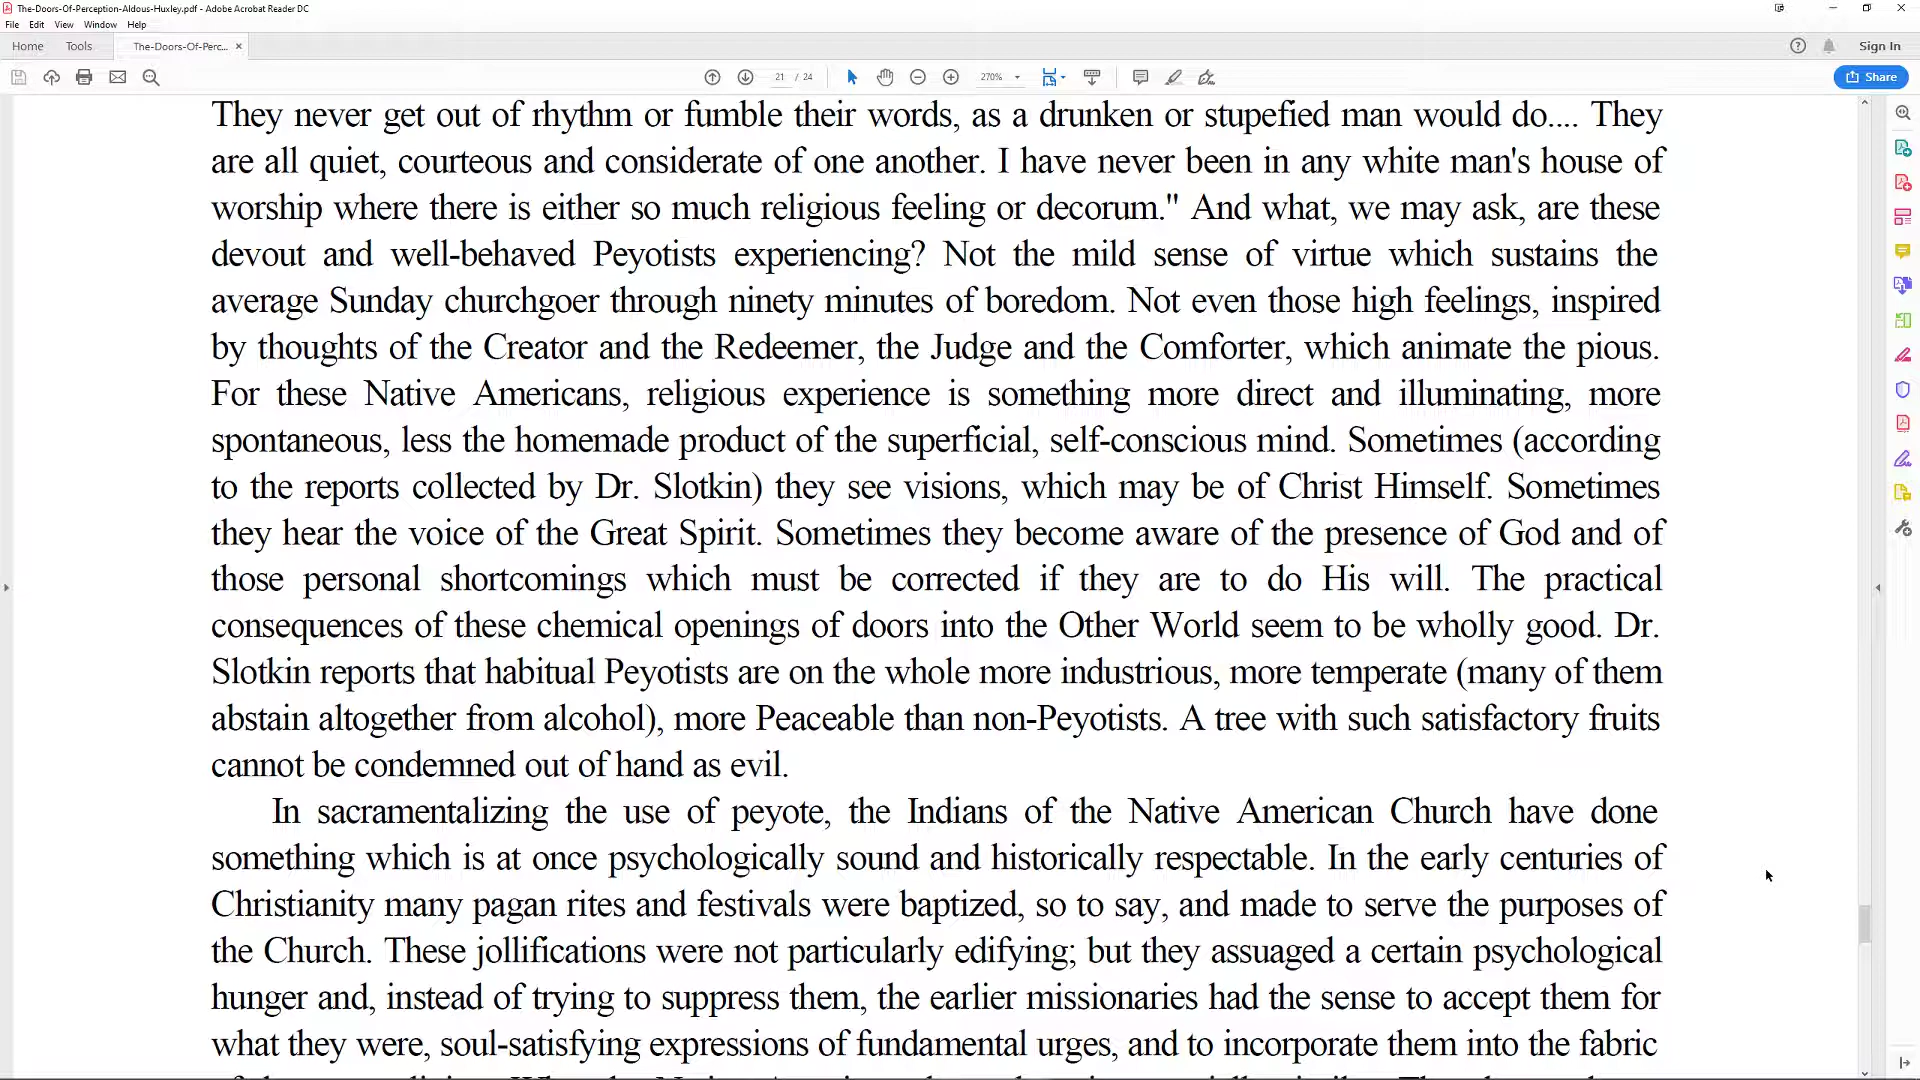 The-Doors-Of-Perception-Aldous-Huxley.pdf - Adobe Acrobat Reader DC
File Edit View Window Help
Home Tools The-Doors-Of-Perc... × Sign In
21 / 24 270% Share
They never get out of rhythm or fumble their words, as a drunken or stupefied man would do.... They
are all quiet, courteous and considerate of one another. I have never been in any white man's house of
worship where there is either so much religious feeling or decorum." And what, we may ask, are these
devout and well-behaved Peyotists experiencing? Not the mild sense of virtue which sustains the
average Sunday churchgoer through ninety minutes of boredom. Not even those high feelings, inspired
by thoughts of the Creator and the Redeemer, the Judge and the Comforter, which animate the pious.
For these Native Americans, religious experience is something more direct and illuminating, more
spontaneous, less the homemade product of the superficial, self-conscious mind. Sometimes (according
to the reports collected by Dr. Slotkin) they see visions, which may be of Christ Himself. Sometimes
they hear the voice of the Great Spirit. Sometimes they become aware of the presence of God and of
those personal shortcomings which must be corrected if they are to do His will. The practical
consequences of these chemical openings of doors into the Other World seem to be wholly good. Dr.
Slotkin reports that habitual Peyotists are on the whole more industrious, more temperate (many of them
abstain altogether from alcohol), more Peaceable than non-Peyotists. A tree with such satisfactory fruits
cannot be condemned out of hand as evil.
In sacramentalizing the use of peyote, the Indians of the Native American Church have done
something which is at once psychologically sound and historically respectable. In the early centuries of
Christianity many pagan rites and festivals were baptized, so to say, and made to serve the purposes of
the Church. These jollifications were not particularly edifying; but they assuaged a certain psychological
hunger and, instead of trying to suppress them, the earlier missionaries had the sense to accept them for
what they were, soul-satisfying expressions of fundamental urges, and to incorporate them into the fabric